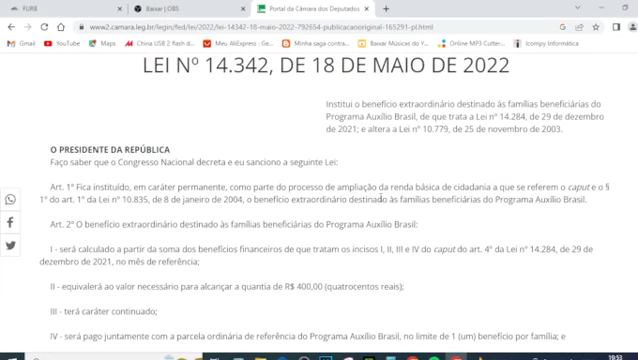 FURB
Baixar | OBS
Portal da Câmara dos Deputados
www2.camara.leg.br/legin/fed/lei/2022/lei-14342-18-maio-2022-792654-publicacaooriginal-165291-pl.html
Gmail YouTube Maps China USB 2 flash d... Meu AliExpress : Ge... Minha saga contra... Baixar Músicas do Y... Online MP3 Cutter... Icompy Informática
LEI Nº 14.342, DE 18 DE MAIO DE 2022
Institui o benefício extraordinário destinado às famílias beneficiárias do
Programa Auxílio Brasil, de que trata a Lei nº 14.284, de 29 de dezembro
de 2021; e altera a Lei nº 10.779, de 25 de novembro de 2003.
O PRESIDENTE DA REPÚBLICA
Faço saber que o Congresso Nacional decreta e eu sanciono a seguinte Lei:
Art. 1º Fica instituído, em caráter permanente, como parte do processo de ampliação da renda básica de cidadania a que se referem o caput e o §
1º do art. 1º da Lei nº 10.835, de 8 de janeiro de 2004, o benefício extraordinário destinado às famílias beneficiárias do Programa Auxílio Brasil.
Art. 2º O benefício extraordinário destinado às famílias beneficiárias do Programa Auxílio Brasil:
I - será calculado a partir da soma dos benefícios financeiros de que tratam os incisos I, II, III e IV do caput do art. 4º da Lei nº 14.284, de 29 de
dezembro de 2021, no mês de referência;
II - equivalerá ao valor necessário para alcançar a quantia de R$ 400,00 (quatrocentos reais);
III - terá caráter continuado;
IV - será pago juntamente com a parcela ordinária de referência do Programa Auxílio Brasil, no limite de 1 (um) benefício por família; e
19:53